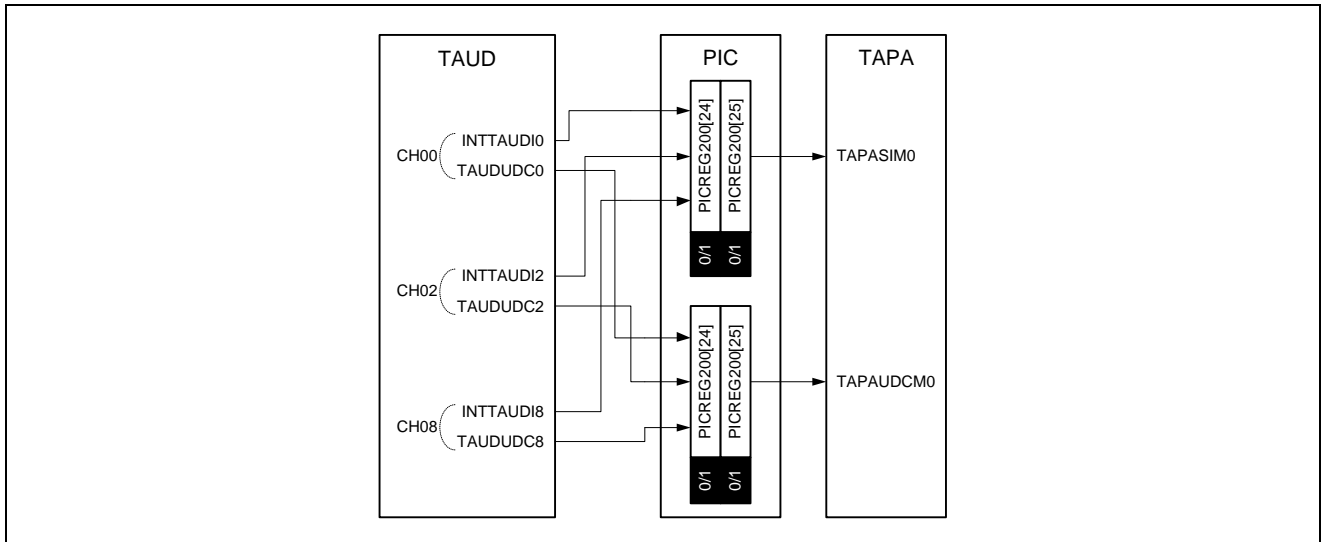 TAUD
PIC
TAPA
CH00
INTTAUDI0
TAUDUDC0
CH02
INTTAUDI2
TAUDUDC2
CH08
INTTAUDI8
TAUDUDC8
PICREG200[24]
PICREG200[25]
0/1
0/1
PICREG200[24]
PICREG200[25]
0/1
0/1
TAPASIM0
TAPAUDCM0